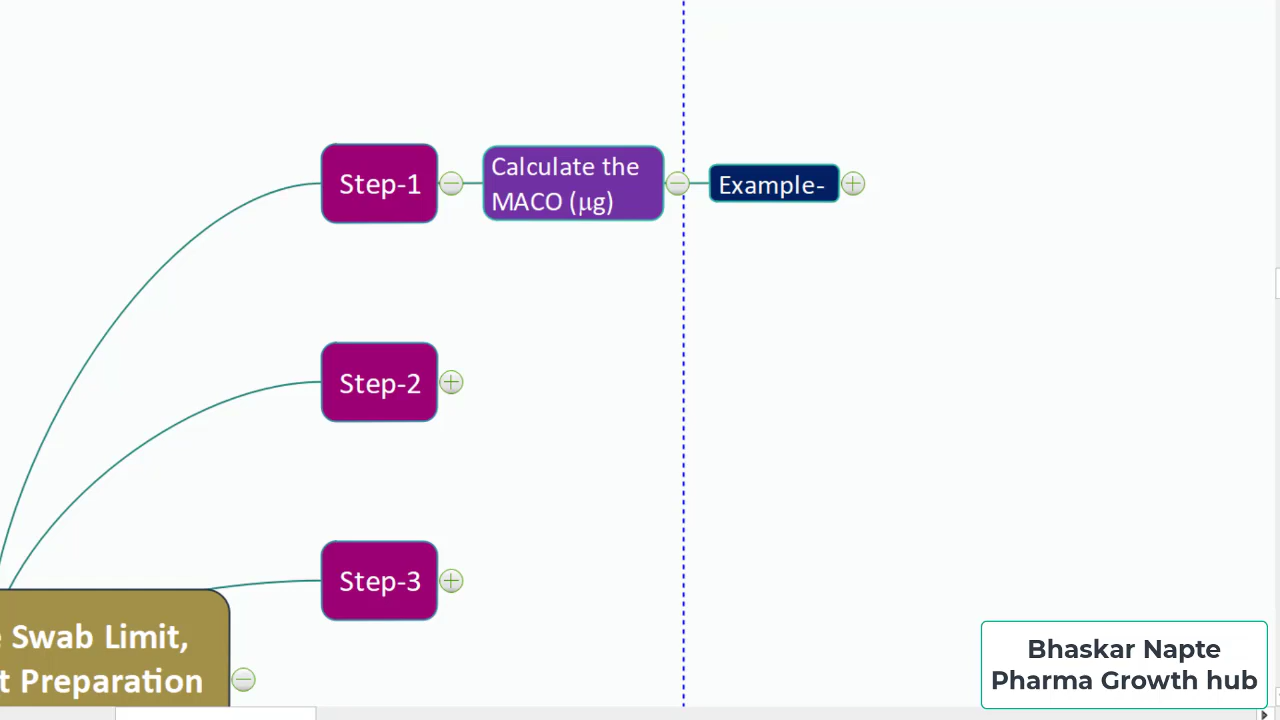 Step-1
Calculate the
MACO (µg)
Example-
Step-2
Step-3
Swab Limit,
Preparation
Bhaskar Napte
Pharma Growth hub